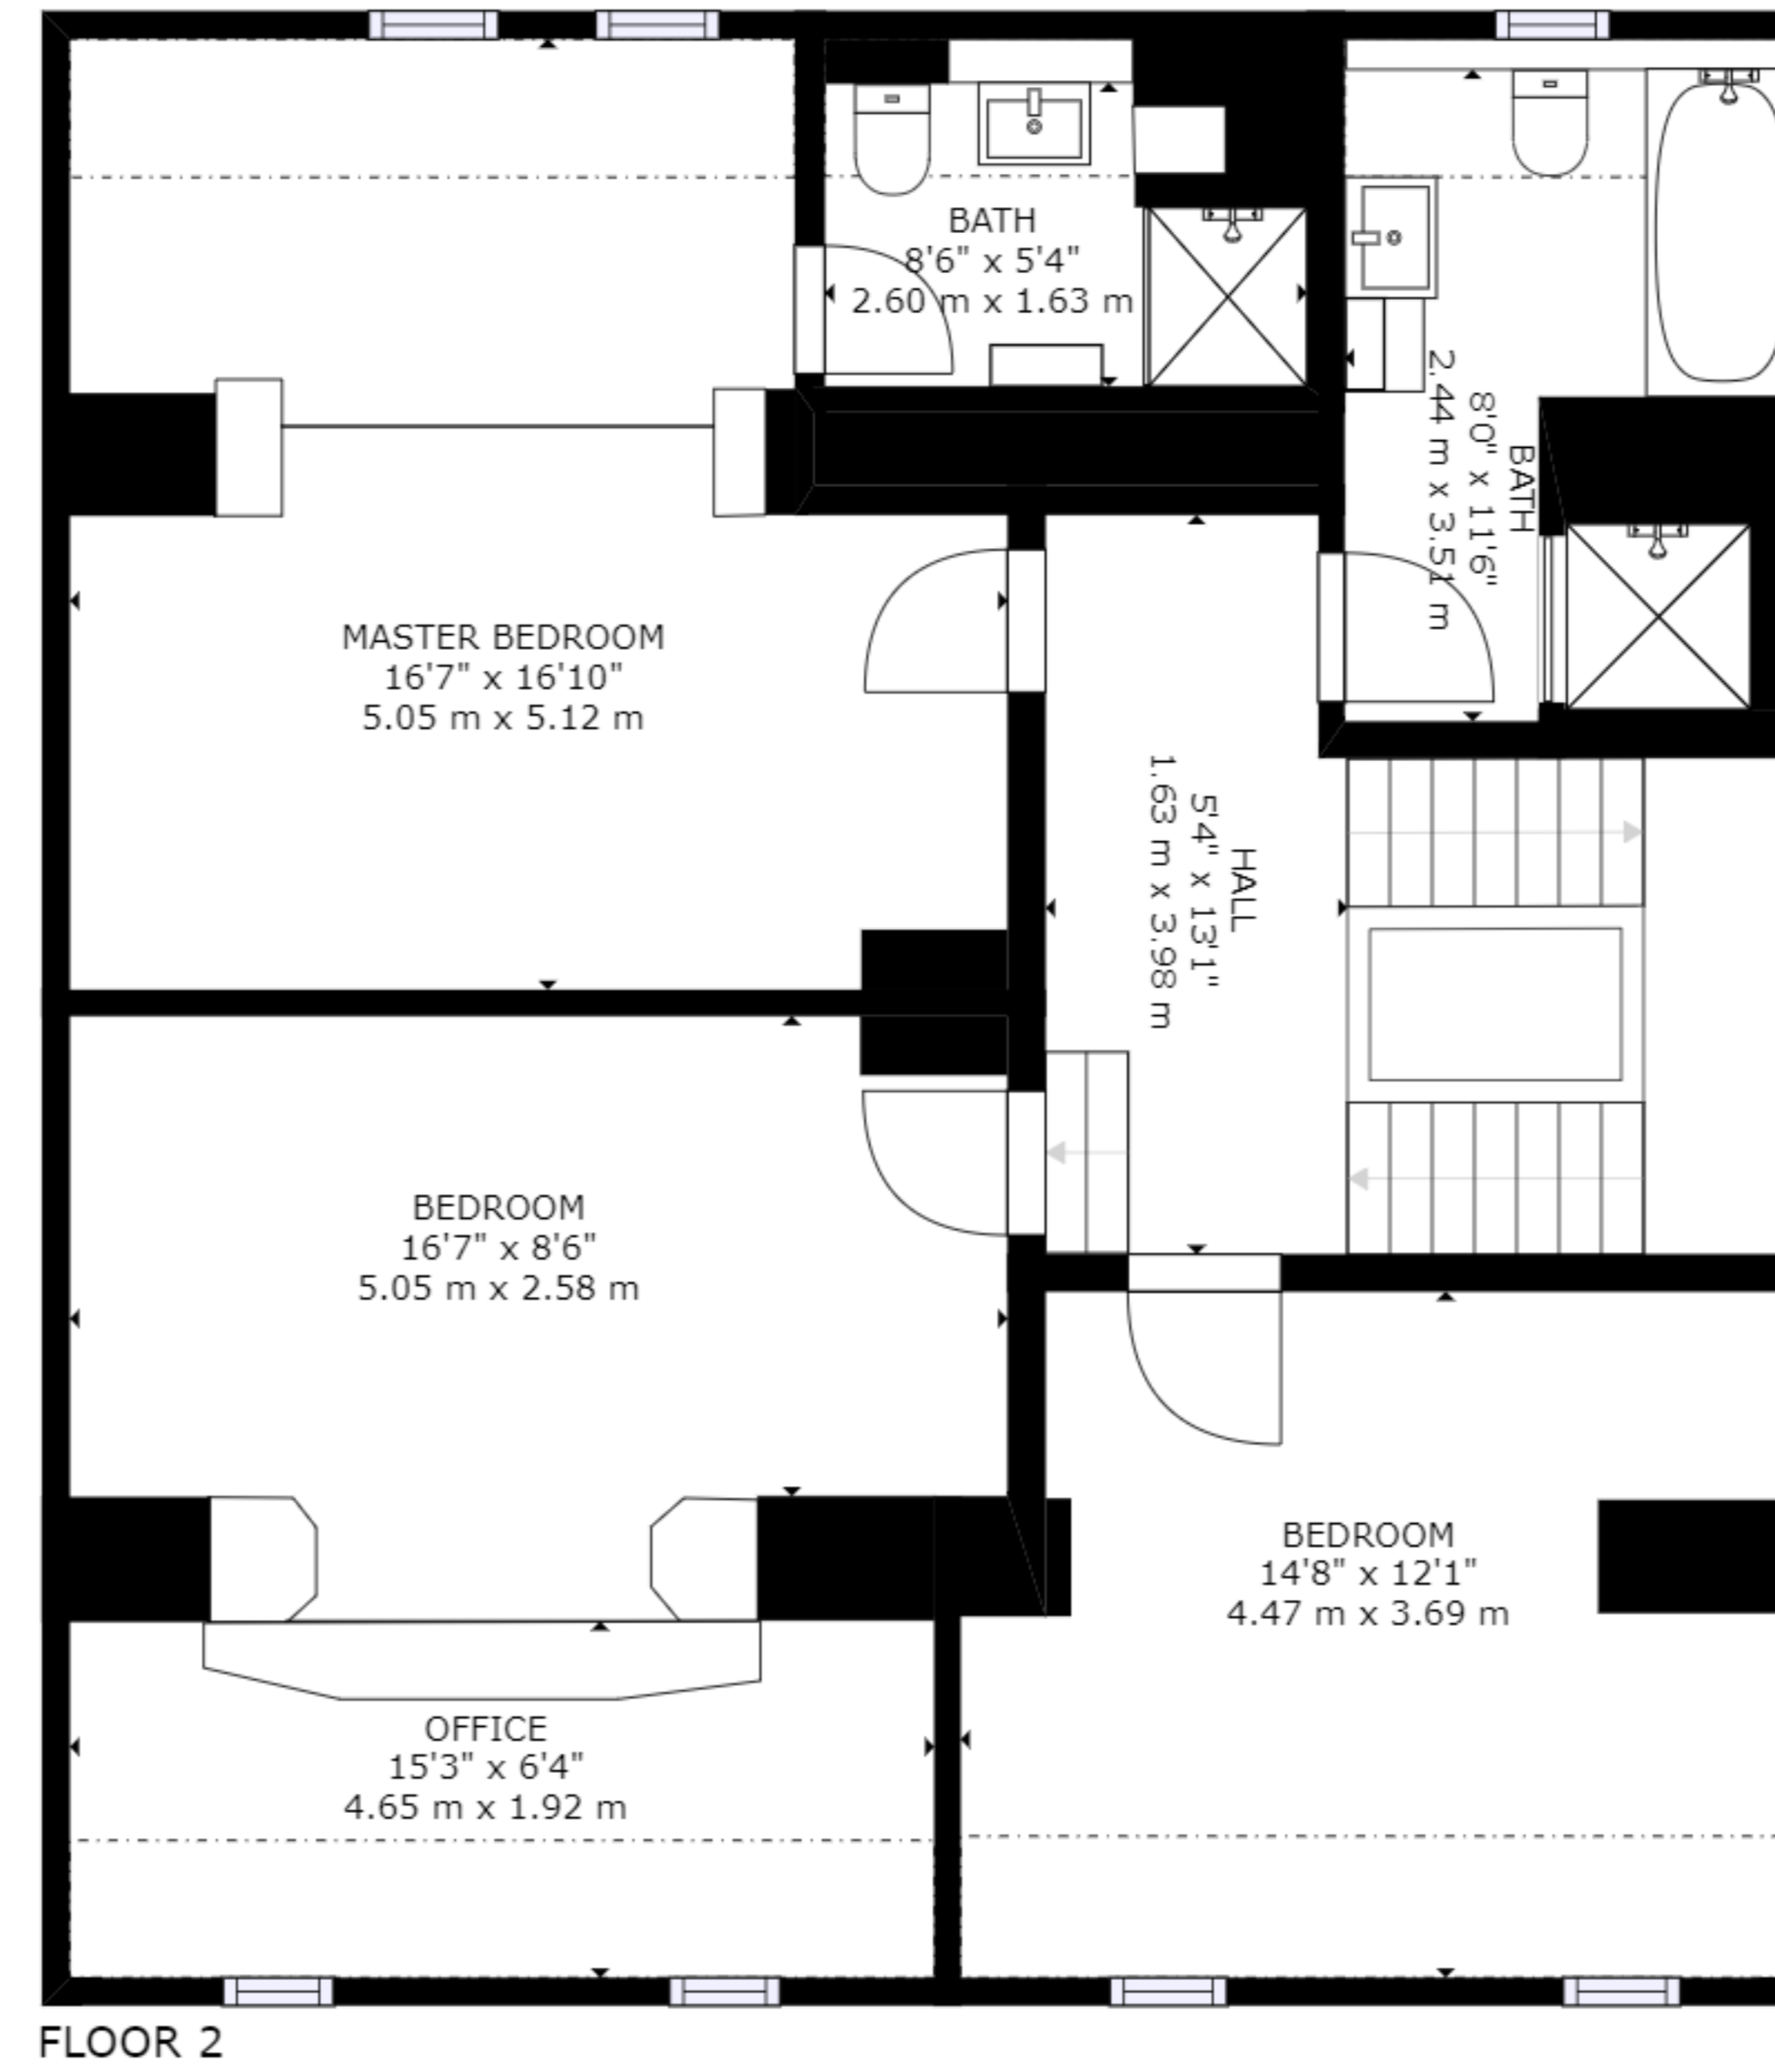 BATH
8'6" x 5'4"
2.60 m x 1.63 m
BATH
8'0" x 11'6"
2.44 m x 3.51 m
MASTER BEDROOM
16'7" x 16'10"
5.05 m x 5.12 m
HALL
5'4" x 13'1"
1.63 m x 3.98 m
BEDROOM
16'7" x 8'6"
5.05 m x 2.58 m
BEDROOM
14'8" x 12'1"
4.47 m x 3.69 m
OFFICE
15'3" x 6'4"
4.65 m x 1.92 m
FLOOR 2